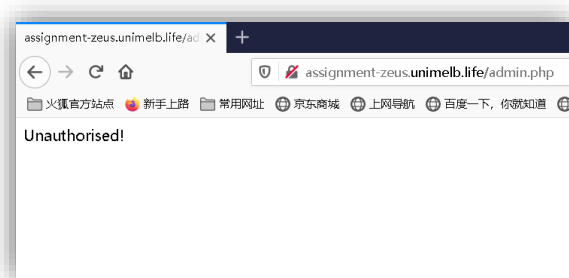 assignment-zeus.unimelb.life/ad
assignment-zeus.unimelb.life/admin.php
火狐官方站点 新手上路 常用网址 京东商城 上网导航 百度一下，你就知道
Unauthorised!